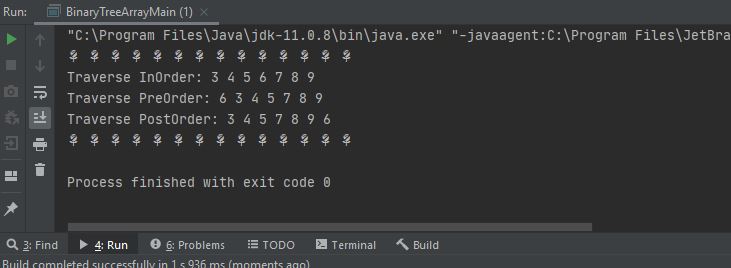 Run: BinaryTreeArrayMain (1) ×
"C:\Program Files\Java\jdk-11.0.8\bin\java.exe" "-javaagent:C:\Program Files\JetBra
Traverse InOrder: 3 4 5 6 7 8 9
Traverse PreOrder: 6 3 4 5 7 8 9
Traverse PostOrder: 3 4 5 7 8 9 6
Process finished with exit code 0
3: Find 4: Run 6: Problems TODO Terminal Build
Build completed successfully in 1 s 936 ms (moments ago)